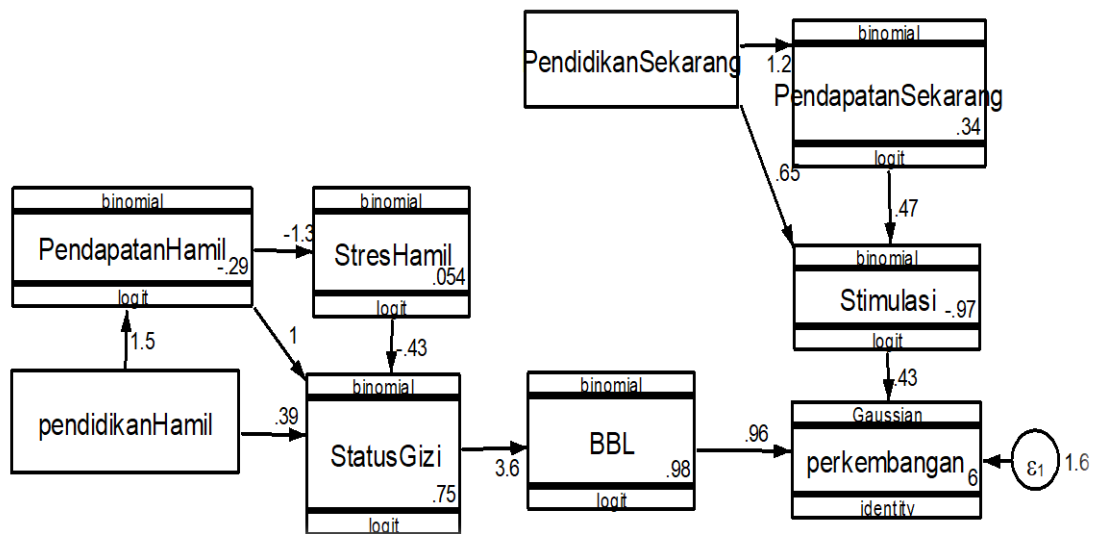 PendidikanSekarang
1.2
binomial
PendapatanSekarang
.34
logit
.65
.47
binomial
PendapatanHamil
-.29
logit
-1.3
binomial
StresHamil
.054
logit
binomial
Stimulasi
-.97
logit
1.5
1
-.43
.43
pendidikanHamil
.39
binomial
StatusGizi
.75
logit
3.6
binomial
BBL
.98
logit
.96
Gaussian
perkembangan
6
identity
ε1
1.6